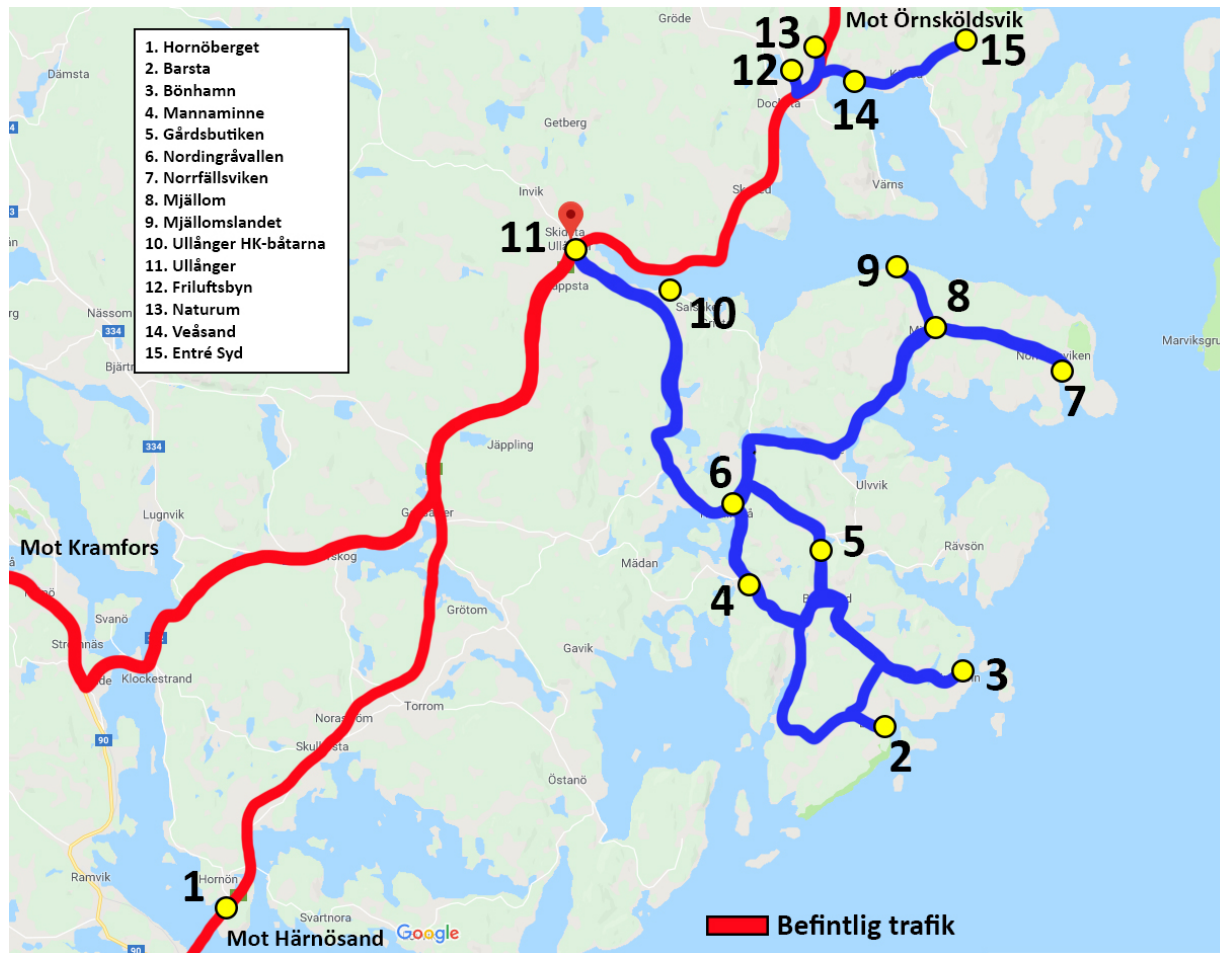 Mot Örnsköldsvik
Gröde
13
15
12
14
Docksta
1. Hornöberget
2. Barsta
3. Bönhamn
4. Mannaminne
5. Gårdsbutiken
6. Nordingråvallen
7. Norrfällsviken
8. Mjällom
9. Mjällomslandet
10. Ullånger HK-båtarna
11. Ullånger
12. Friluftsbyn
13. Naturum
14. Veåsand
15. Entré Syd
Dämsta
Getberg
Invik
Värns
11
9
8
10
7
Nässom
334
Marviksgru
334
Jäppling
6
Ulvvik
Lugnvik
Mot Kramfors
5
Rävsön
Mädan
4
Grötom
Svanö
Gavik
3
Klockestrand
Torrom
Noraström
2
90
Östanö
Ramvik
1
Hornön
Svartnora
Mot Härnösand
Google
Befintlig trafik
90